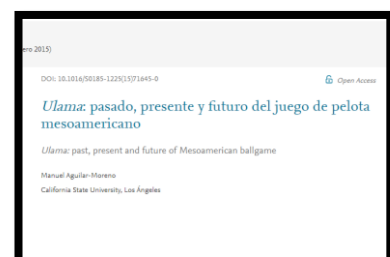 ero 2015)
DOI: 10.1016/S0185-1225(15)71645-0
Open Access
Ulama: pasado, presente y futuro del juego de pelota
mesoamericano
Ulama: past, present and future of Mesoamerican ballgame
Manuel Aguilar-Moreno
California State University, Los Ángeles